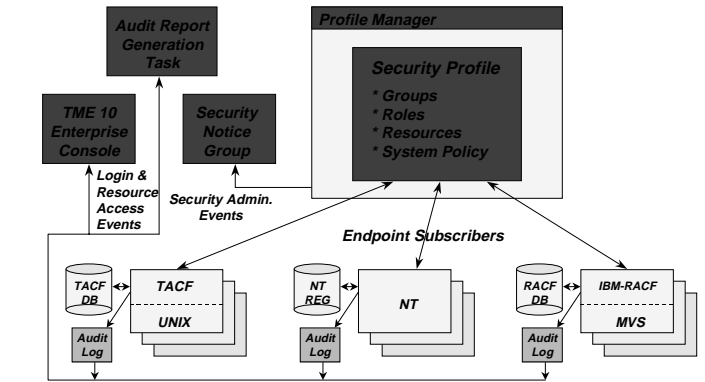 Audit Report
Generation
Task
Profile Manager
Security Profile
* Groups
* Roles
* Resources
* System Policy
TME 10
Enterprise
Console
Security
Notice
Group
Login &
Resource
Access
Events
Security Admin.
Events
Endpoint Subscribers
TACF
DB
TACF
UNIX
Audit
Log
NT
REG
NT
Audit
Log
RACF
DB
IBM-RACF
MVS
Audit
Log